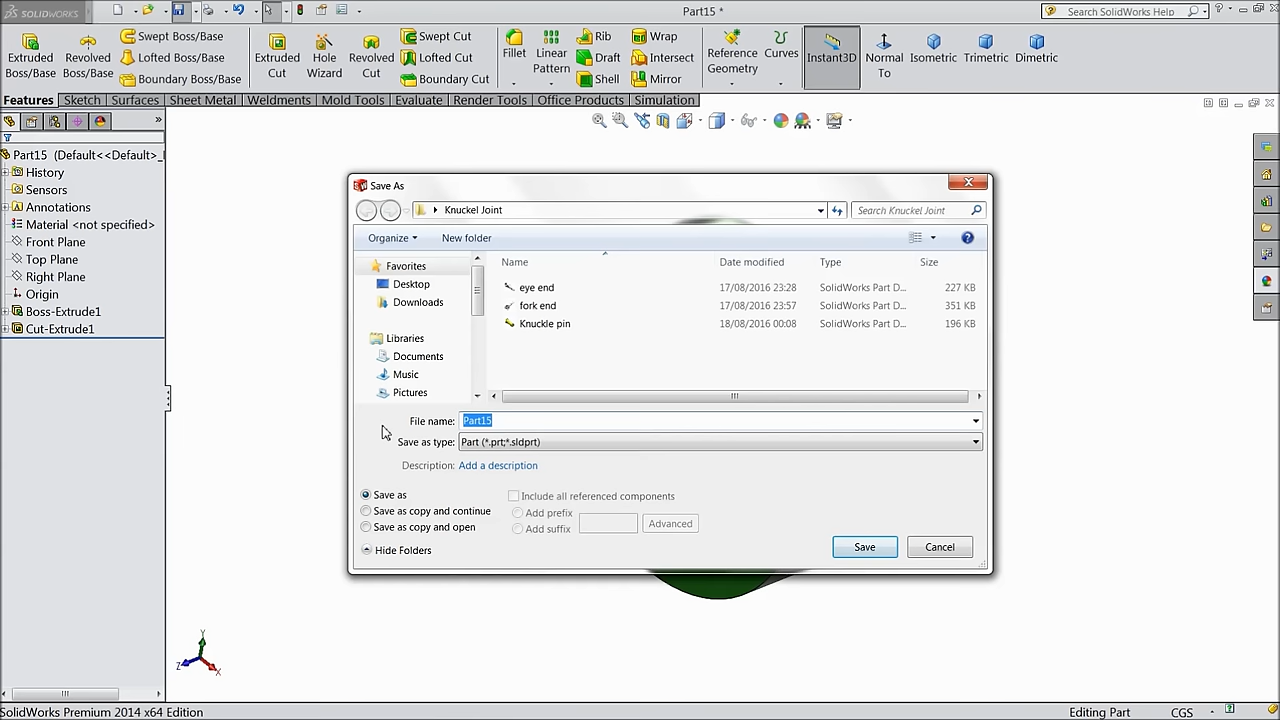 SOLIDWORKS
Part15 *
Search SolidWorks Help
Extruded Boss/Base
Revolved Boss/Base
Swept Boss/Base
Lofted Boss/Base
Boundary Boss/Base
Extruded Cut
Hole Wizard
Revolved Cut
Swept Cut
Lofted Cut
Boundary Cut
Fillet
Linear Pattern
Rib
Draft
Shell
Wrap
Intersect
Mirror
Reference Geometry
Curves
Instant3D
Normal To
Isometric
Trimetric
Dimetric
Features Sketch Surfaces Sheet Metal Weldments Mold Tools Evaluate Render Tools Office Products Simulation
Part15 (Default<<Default>_
History
Sensors
Annotations
Material <not specified>
Front Plane
Top Plane
Right Plane
Origin
Boss-Extrude1
Cut-Extrude1
Save As
Knuckel Joint
Search Knuckel Joint
Organize New folder
Favorites
Desktop
Downloads
Libraries
Documents
Music
Pictures
Name Date modified Type Size
eye end 17/08/2016 23:28 SolidWorks Part D... 227 KB
fork end 17/08/2016 23:57 SolidWorks Part D... 351 KB
Knuckle pin 18/08/2016 00:08 SolidWorks Part D... 196 KB
File name: Part15
Save as type: Part (*.prt;*.sldprt)
Description: Add a description
Save as
Save as copy and continue
Save as copy and open
Include all referenced components
Add prefix
Add suffix
Advanced
Hide Folders
Save
Cancel
Y
Z
X
SolidWorks Premium 2014 x64 Edition
Editing Part
CGS